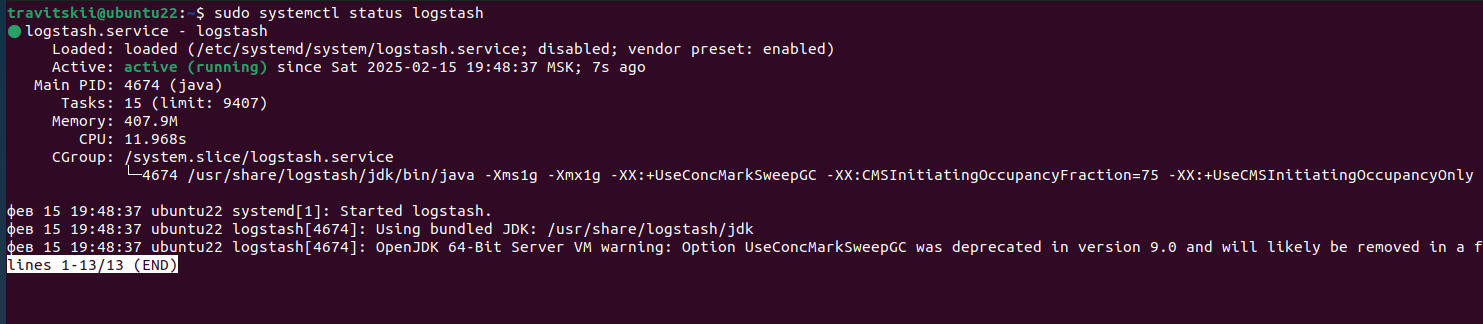 travitskii@ubuntu22:~$ sudo systemctl status logstash
● logstash.service - logstash
     Loaded: loaded (/etc/systemd/system/logstash.service; disabled; vendor preset: enabled)
     Active: active (running) since Sat 2025-02-15 19:48:37 MSK; 7s ago
   Main PID: 4674 (java)
      Tasks: 15 (limit: 9407)
     Memory: 407.9M
        CPU: 11.968s
     CGroup: /system.slice/logstash.service
             └─4674 /usr/share/logstash/jdk/bin/java -Xms1g -Xmx1g -XX:+UseConcMarkSweepGC -XX:CMSInitiatingOccupancyFraction=75 -XX:+UseCMSInitiatingOccupancyOnly
фев 15 19:48:37 ubuntu22 systemd[1]: Started logstash.
фев 15 19:48:37 ubuntu22 logstash[4674]: Using bundled JDK: /usr/share/logstash/jdk
фев 15 19:48:37 ubuntu22 logstash[4674]: OpenJDK 64-Bit Server VM warning: Option UseConcMarkSweepGC was deprecated in version 9.0 and will likely be removed in a f
lines 1-13/13 (END)